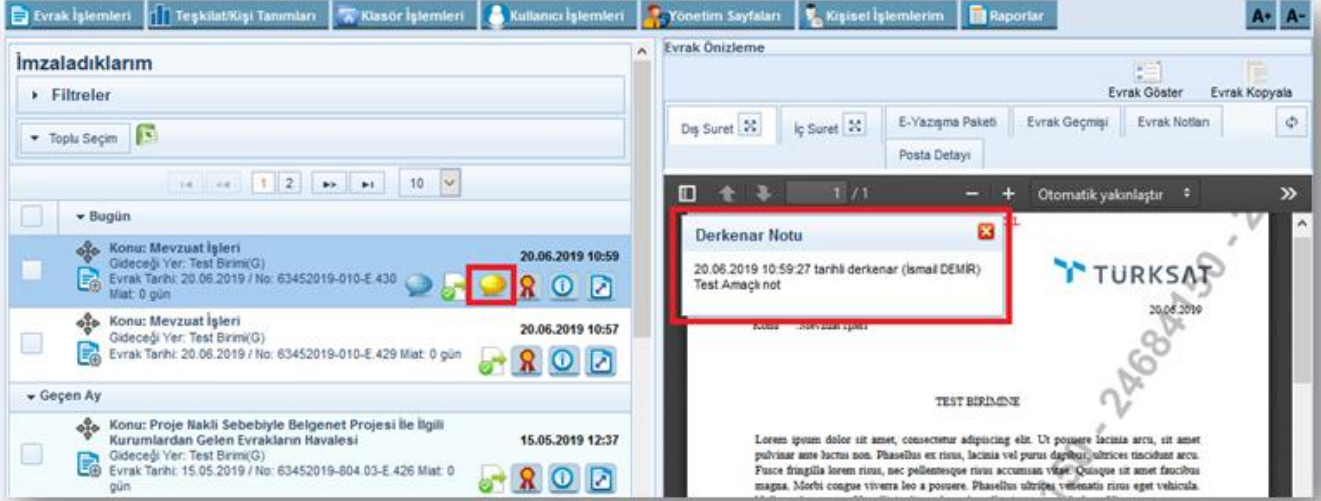 Evrak İşlemleri
Teşkilat/Kişi Tanımları
Klasör İşlemleri
Kullanıcı İşlemleri
Yönetim Sayfaları
Kişisel İşlemlerim
Raporlar
A+ A-
İmzaladıklarım
Filtreler
Toplu Seçim
1 2 10
Bugün
Konu: Mevzuat İşleri
20.06.2019 10:59
Gideceği Yer: Test Birimi(G)
Evrak Tarihi: 20.06.2019 / No: 63452019-010-E.430
Miat: 0 gün
Konu: Mevzuat İşleri
20.06.2019 10:57
Gideceği Yer: Test Birimi(G)
Evrak Tarihi: 20.06.2019 / No: 63452019-010-E.429 Miat: 0 gün
Geçen Ay
Konu: Proje Nakli Sebebiyle Belgenet Projesi İle İlgili
Kurumlardan Gelen Evrakların Havalesi
15.05.2019 12:37
Gideceği Yer: Test Birimi(G)
Evrak Tarihi: 15.05.2019 / No: 63452019-804.03-E.426 Miat: 0
gün
Evrak Önizleme
Evrak Göster
Evrak Kopyala
Dış Suret
İç Suret
E-Yazışma Paketi
Evrak Geçmişi
Evrak Notları
Posta Detayı
1 / 1
Otomatik yakınlaştır
Derkenar Notu
20.06.2019 10:59:27 tarihli derkenar (İsmail DEMİR)
Test Amaçlı not
TURKSAT
20.06.2019
Konu :Mevzuat İşleri
TEST BİRİMİNE
Lorem ipsum dolor sit amet, consectetur adipiscing elit. Ut posuere lacinia arcu, sit amet
pulvinar ante luctus non. Phasellus ex risus, lacinia vel purus dapibus ultrices tincidunt arcu.
Fusce fringilla lorem risus, nec pellentesque risus accumsan vitae. Quisque sit amet faucibus
magna. Morbi congue viverra leo a posuere. Phasellus ultrices venenatis risus eget vehicula.